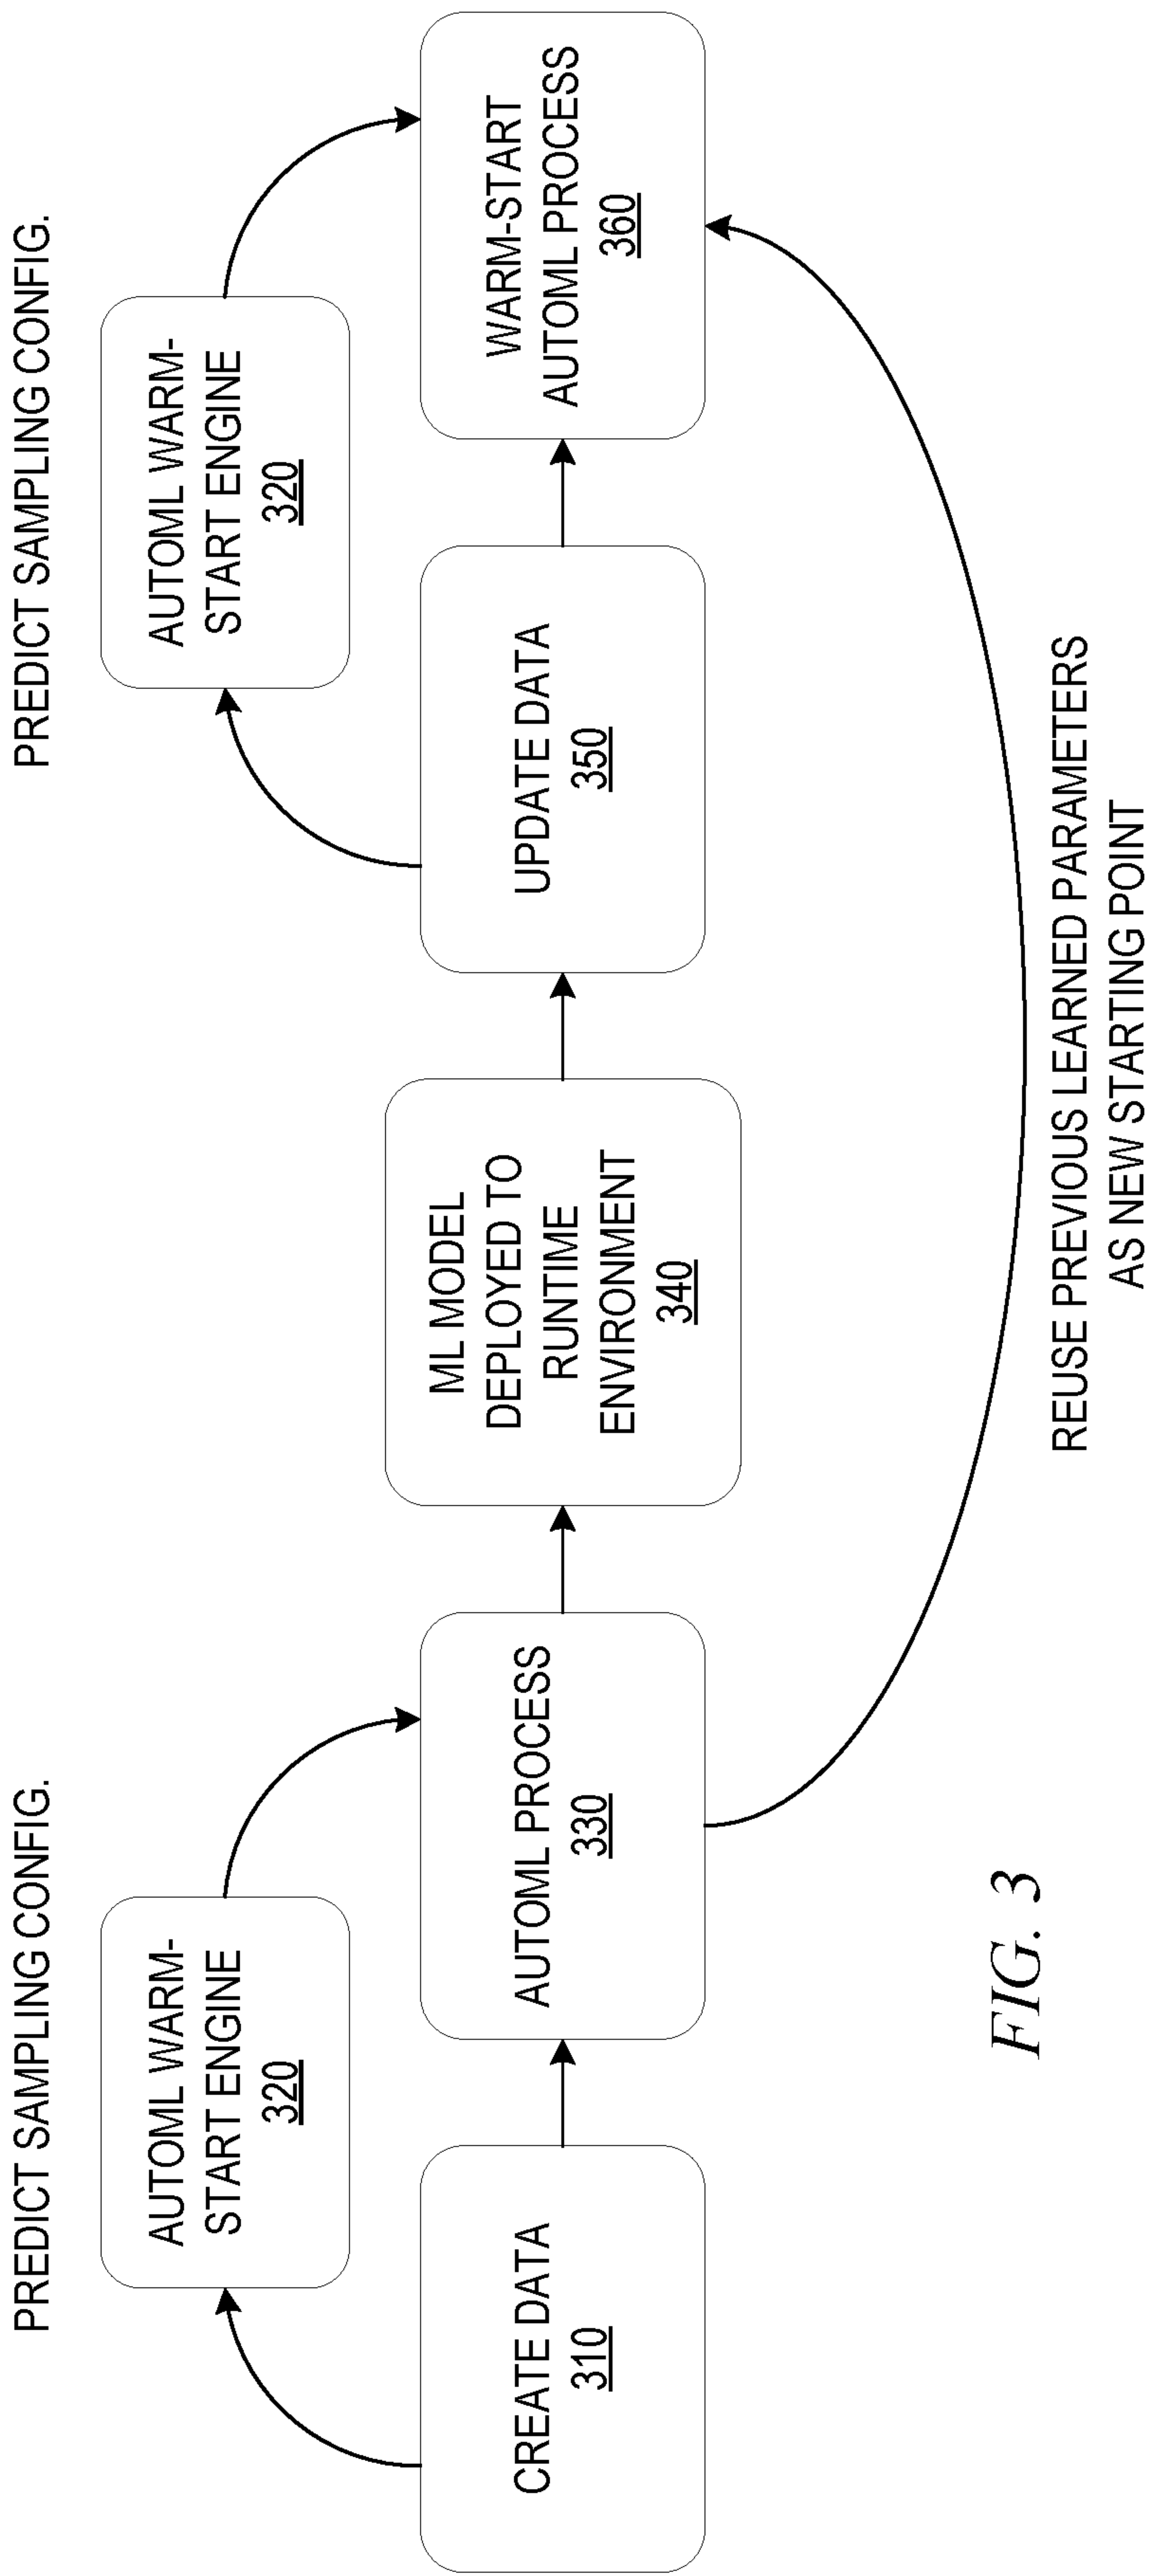 PREDICT SAMPLING CONFIG.
PREDICT SAMPLING CONFIG.
AUTOML WARM-
START ENGINE
320
AUTOML WARM-
START ENGINE
320
CREATE DATA
310
AUTOML PROCESS
330
ML MODEL
DEPLOYED TO
RUNTIME
ENVIRONMENT
340
UPDATE DATA
350
WARM-START
AUTOML PROCESS
360
REUSE PREVIOUS LEARNED PARAMETERS
AS NEW STARTING POINT
FIG. 3